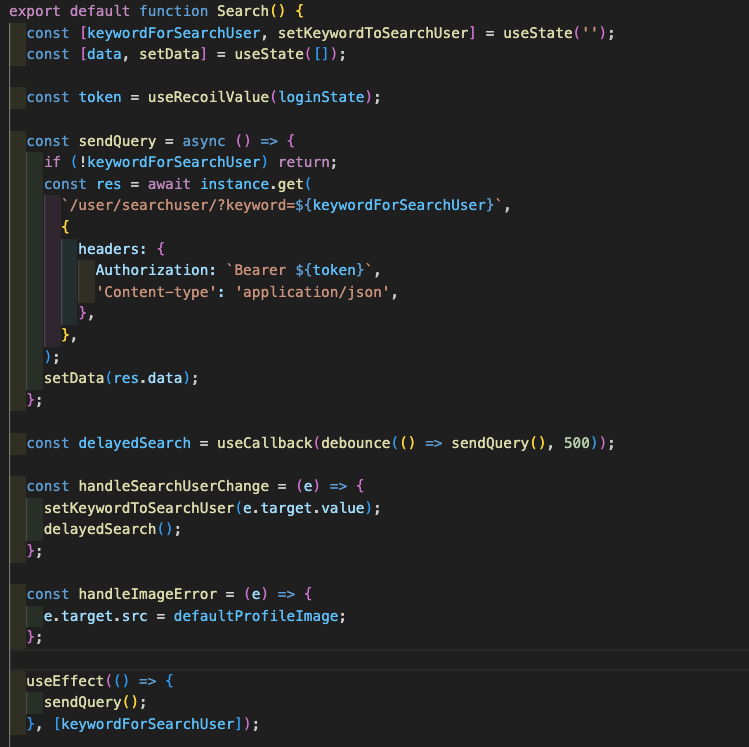 export default function Search() {
const [keywordForSearchUser, setKeywordToSearchUser] = useState('');
const [data, setData] = useState([]);
const token = useRecoilValue(loginState);
const sendQuery = async () => {
if (!keywordForSearchUser) return;
const res = await instance.get(
`/user/searchuser/?keyword=${keywordForSearchUser}`,
{
headers: {
Authorization: `Bearer ${token}`,
'Content-type': 'application/json',
},
},
);
setData(res.data);
};
const delayedSearch = useCallback(debounce(() => sendQuery(), 500));
const handleSearchUserChange = (e) => {
setKeywordToSearchUser(e.target.value);
delayedSearch();
};
const handleImageError = (e) => {
e.target.src = defaultProfileImage;
};
useEffect(() => {
sendQuery();
}, [keywordForSearchUser]);